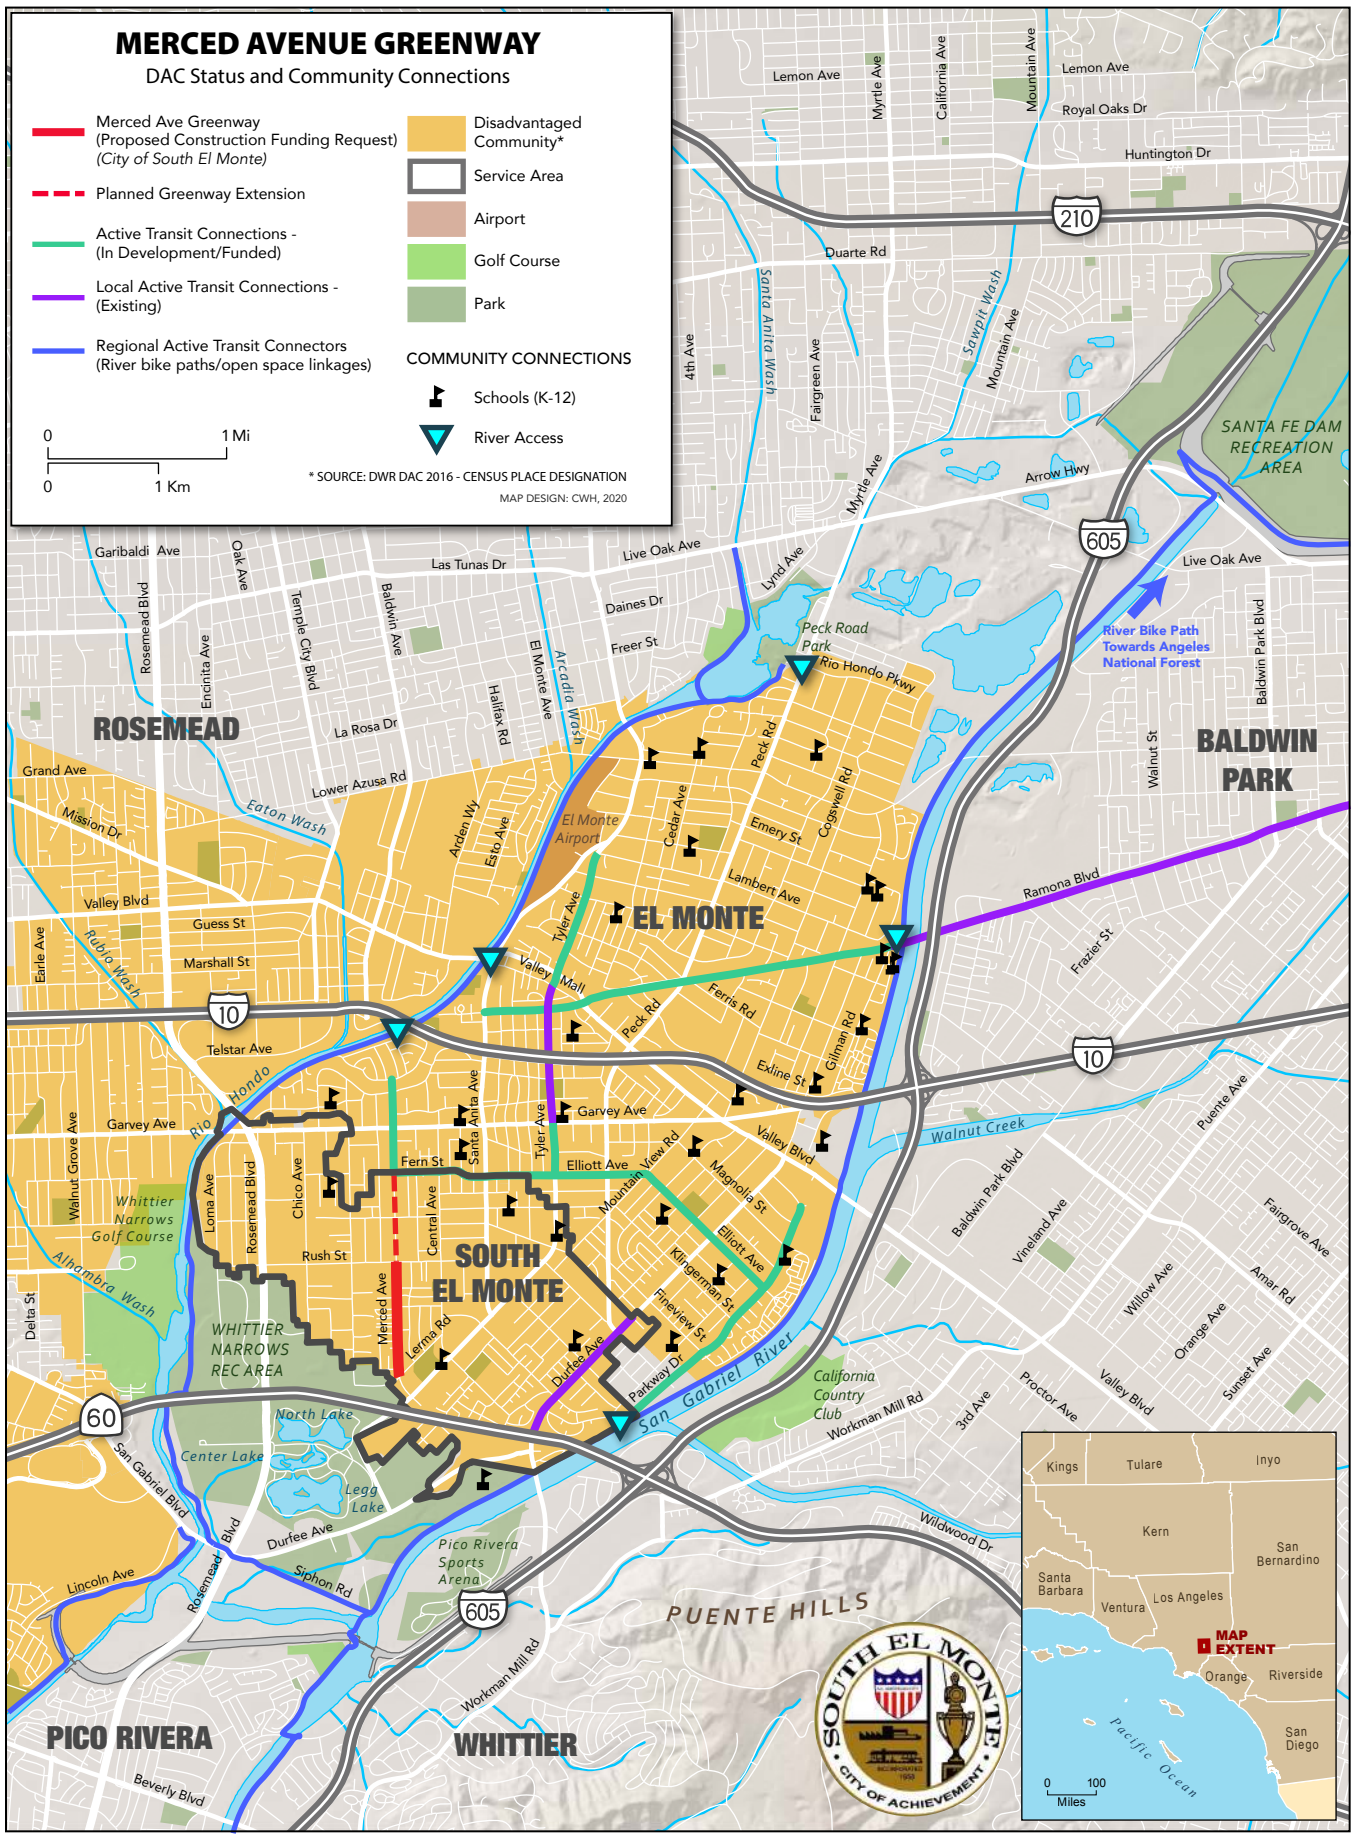 MERCED AVENUE GREENWAY
DAC Status and Community Connections
Merced Ave Greenway
(Proposed Construction Funding Request)
(City of South El Monte)
Planned Greenway Extension
Active Transit Connections -
(In Development/Funded)
Local Active Transit Connections -
(Existing)
Regional Active Transit Connectors
(River bike paths/open space linkages)
Disadvantaged
Community*
Service Area
Airport
Golf Course
Park
COMMUNITY CONNECTIONS
Schools (K-12)
River Access
0 1 Mi
0 1 Km
* SOURCE: DWR DAC 2016 - CENSUS PLACE DESIGNATION
MAP DESIGN: CWH, 2020
Lemon Ave
Myrtle Ave
California Ave
Mountain Ave
Lemon Ave
Royal Oaks Dr
Huntington Dr
210
Duarte Rd
Santa Anita Wash
Sawpit Wash
Mountain Ave
4th Ave
Fairgreen Ave
Myrtle Ave
Arrow Hwy
SANTA FE DAM
RECREATION
AREA
605
Live Oak Ave
River Bike Path
Towards Angeles
National Forest
Baldwin Park Blvd
Garibaldi Ave
Oak Ave
Rosemead Blvd
Temple City Blvd
Baldwin Ave
Encinita Ave
Las Tunas Dr
Live Oak Ave
Lynd Ave
Daines Dr
Freer St
El Monte Ave
Arcadia Wash
Halifax Rd
La Rosa Dr
Lower Azusa Rd
Peck Road
Park
Rio Hondo Pkwy
ROSEMEAD
BALDWIN
PARK
Walnut St
Grand Ave
Mission Dr
Eaton Wash
Arden Wy
Esto Ave
El Monte
Airport
Peck Rd
Cedar Ave
Emery St
Cogswell Rd
Lambert Ave
Ramona Blvd
Frazier St
Valley Blvd
Guess St
Marshall St
Earle Ave
Rubio Wash
Tyler Ave
EL MONTE
Valley Mall
Peck Rd
Ferris Rd
Gilman Rd
Exline St
10
Telstar Ave
10
Rio Hondo
Garvey Ave
Walnut Grove Ave
Santa Anita Ave
Tyler Ave
Garvey Ave
Valley Blvd
Walnut Creek
Puente Ave
Fern St
Elliott Ave
Mountain View Rd
Magnolia St
Elliott Ave
Klingerman St
Fineview St
Baldwin Park Blvd
Vineland Ave
Fairgrove Ave
Amar Rd
Willow Ave
Orange Ave
Sunset Ave
Valley Blvd
Proctor Ave
3rd Ave
Workman Mill Rd
Whittier
Narrows
Golf Course
Loma Ave
Rosemead Blvd
Chico Ave
Central Ave
Rush St
Merced Ave
Lerma Rd
SOUTH
EL MONTE
Durfee Ave
Parkway Dr
San Gabriel River
California
Country
Club
Alhambra Wash
Delta St
WHITTIER
NARROWS
REC AREA
60
North Lake
Center Lake
Legg
Lake
San Gabriel Blvd
Durfee Ave
Rosemead Blvd
Siphon Rd
Lincoln Ave
Pico Rivera
Sports
Arena
605
Workman Mill Rd
Wildwood Dr
PUENTE HILLS
PICO RIVERA
WHITTIER
Beverly Blvd
SOUTH EL MONTE
INCORPORATED
1958
CITY OF ACHIEVEMENT
Kings
Tulare
Inyo
Kern
San
Bernardino
Santa
Barbara
Ventura
Los Angeles
MAP
EXTENT
Orange
Riverside
San
Diego
Pacific Ocean
0 100
Miles